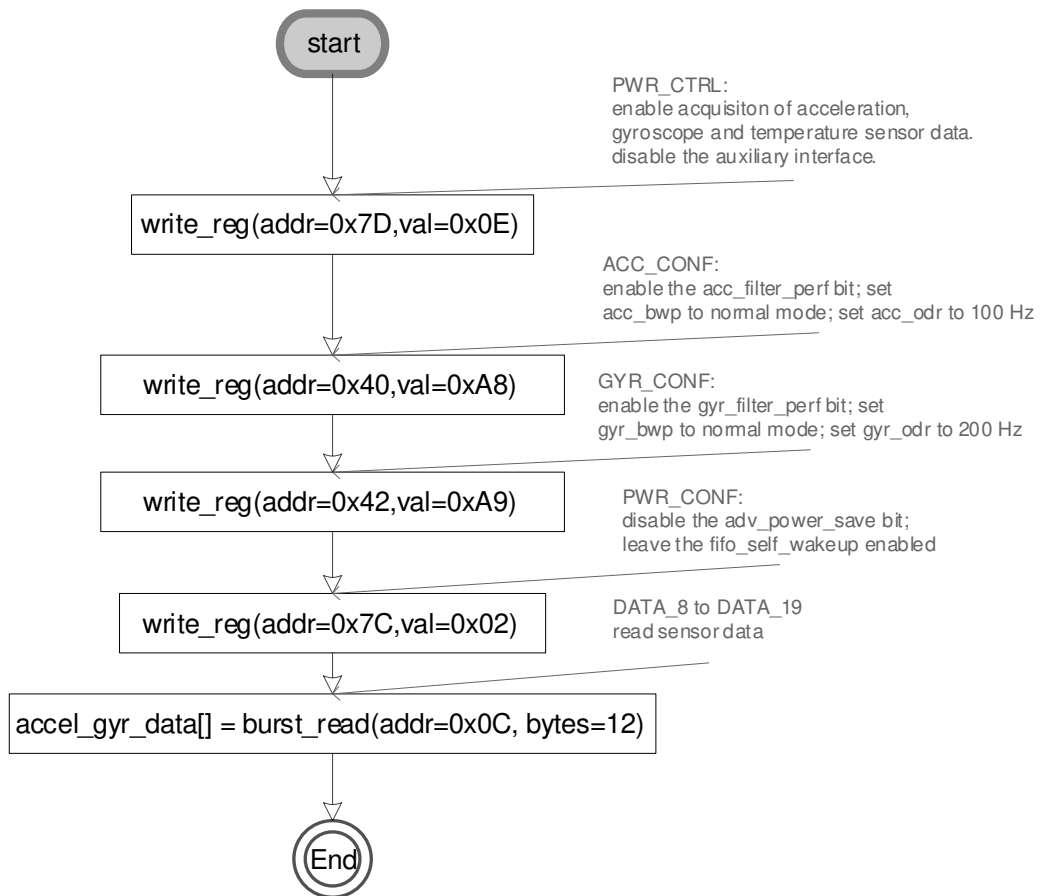 start
PWR_CTRL:
enable acquisiton of acceleration,
gyroscope and temperature sensor data.
disable the auxiliary interface.
write_reg(addr=0x7D,val=0x0E)
ACC_CONF:
enable the acc_filter_perf bit; set
acc_bwp to normal mode; set acc_odr to 100 Hz
write_reg(addr=0x40,val=0xA8)
GYR_CONF:
enable the gyr_filter_perf bit; set
gyr_bwp to normal mode; set gyr_odr to 200 Hz
write_reg(addr=0x42,val=0xA9)
PWR_CONF:
disable the adv_power_save bit;
leave the fifo_self_wakeup enabled
write_reg(addr=0x7C,val=0x02)
DATA_8 to DATA_19
read sensor data
accel_gyr_data[] = burst_read(addr=0x0C, bytes=12)
End